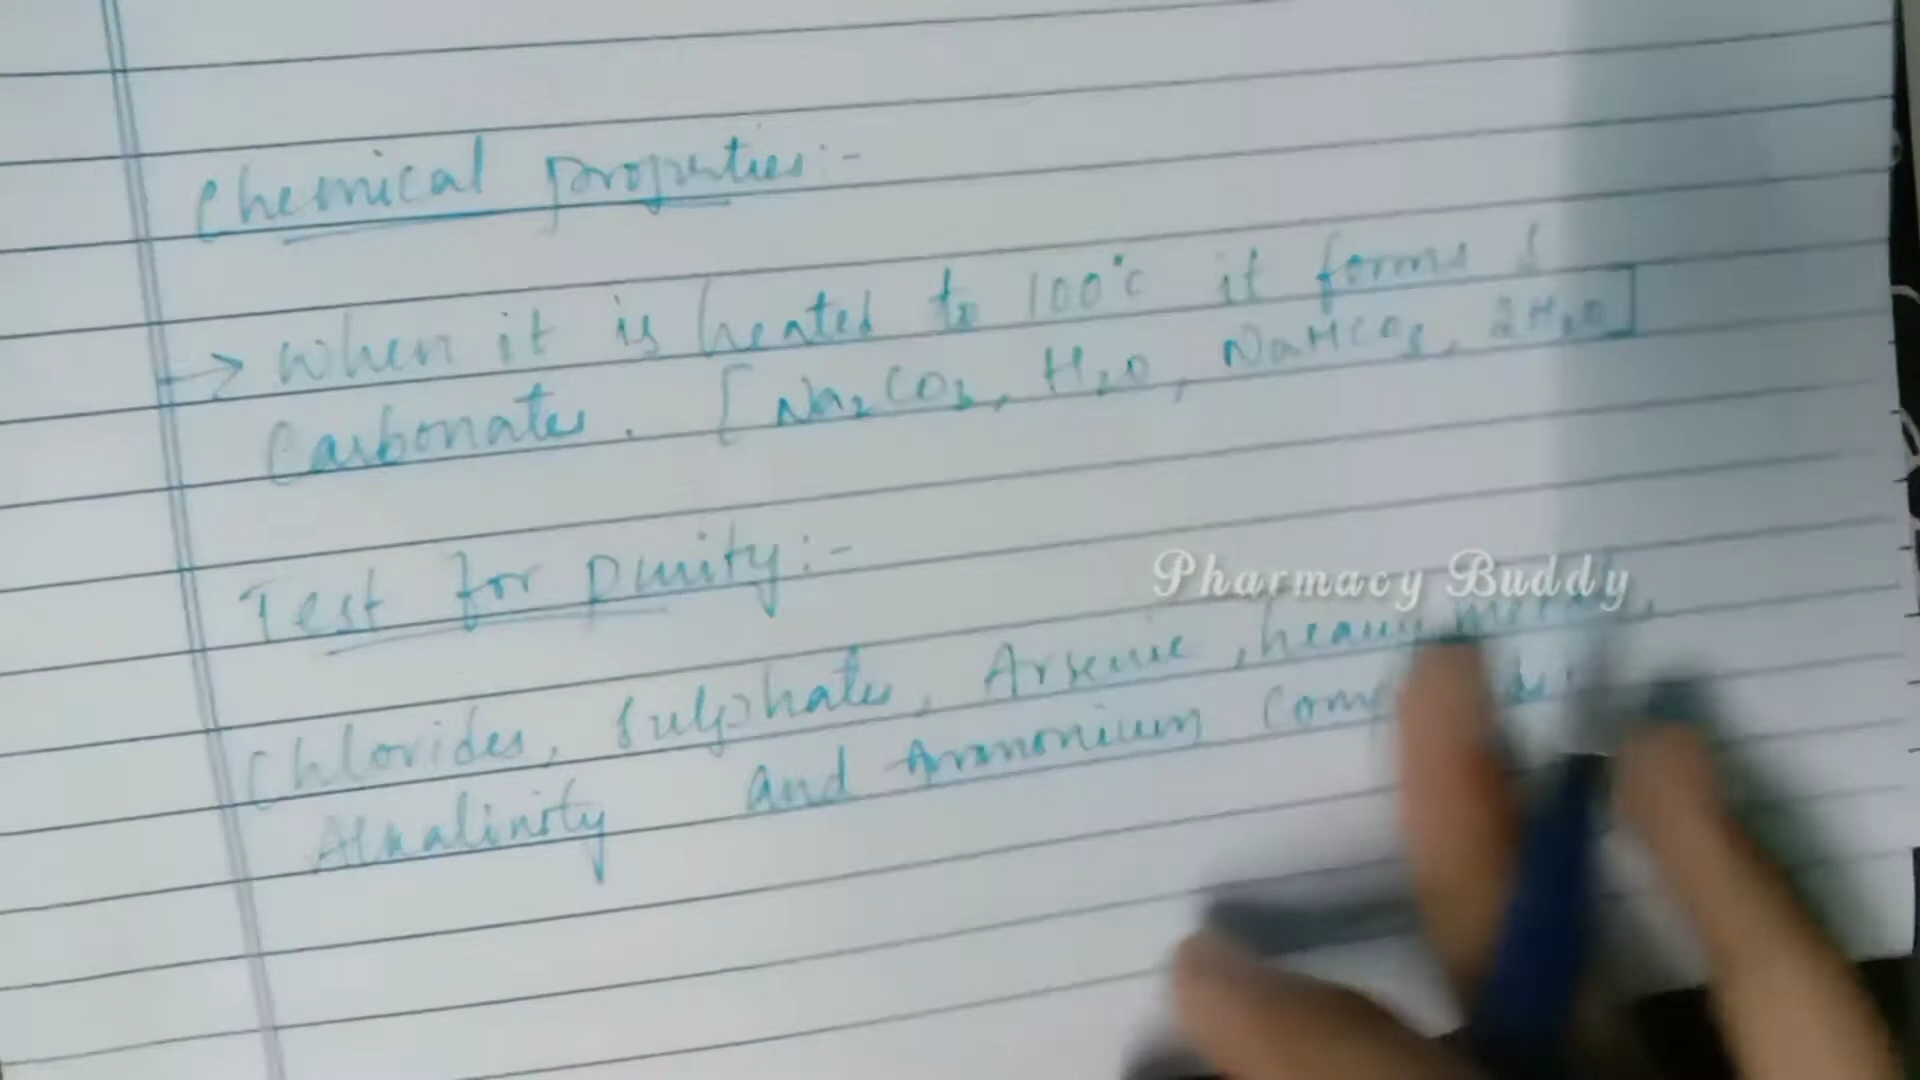 Chemical properties:-
→ When it is heated to 100°C it forms
Carbonates. [Na2CO3, H2O, NaHCO3, 2H2O]
Test for purity:-
Pharmacy Buddy
Chlorides, Sulphates, Arsenic, heavy
Alkalinity and Ammonium